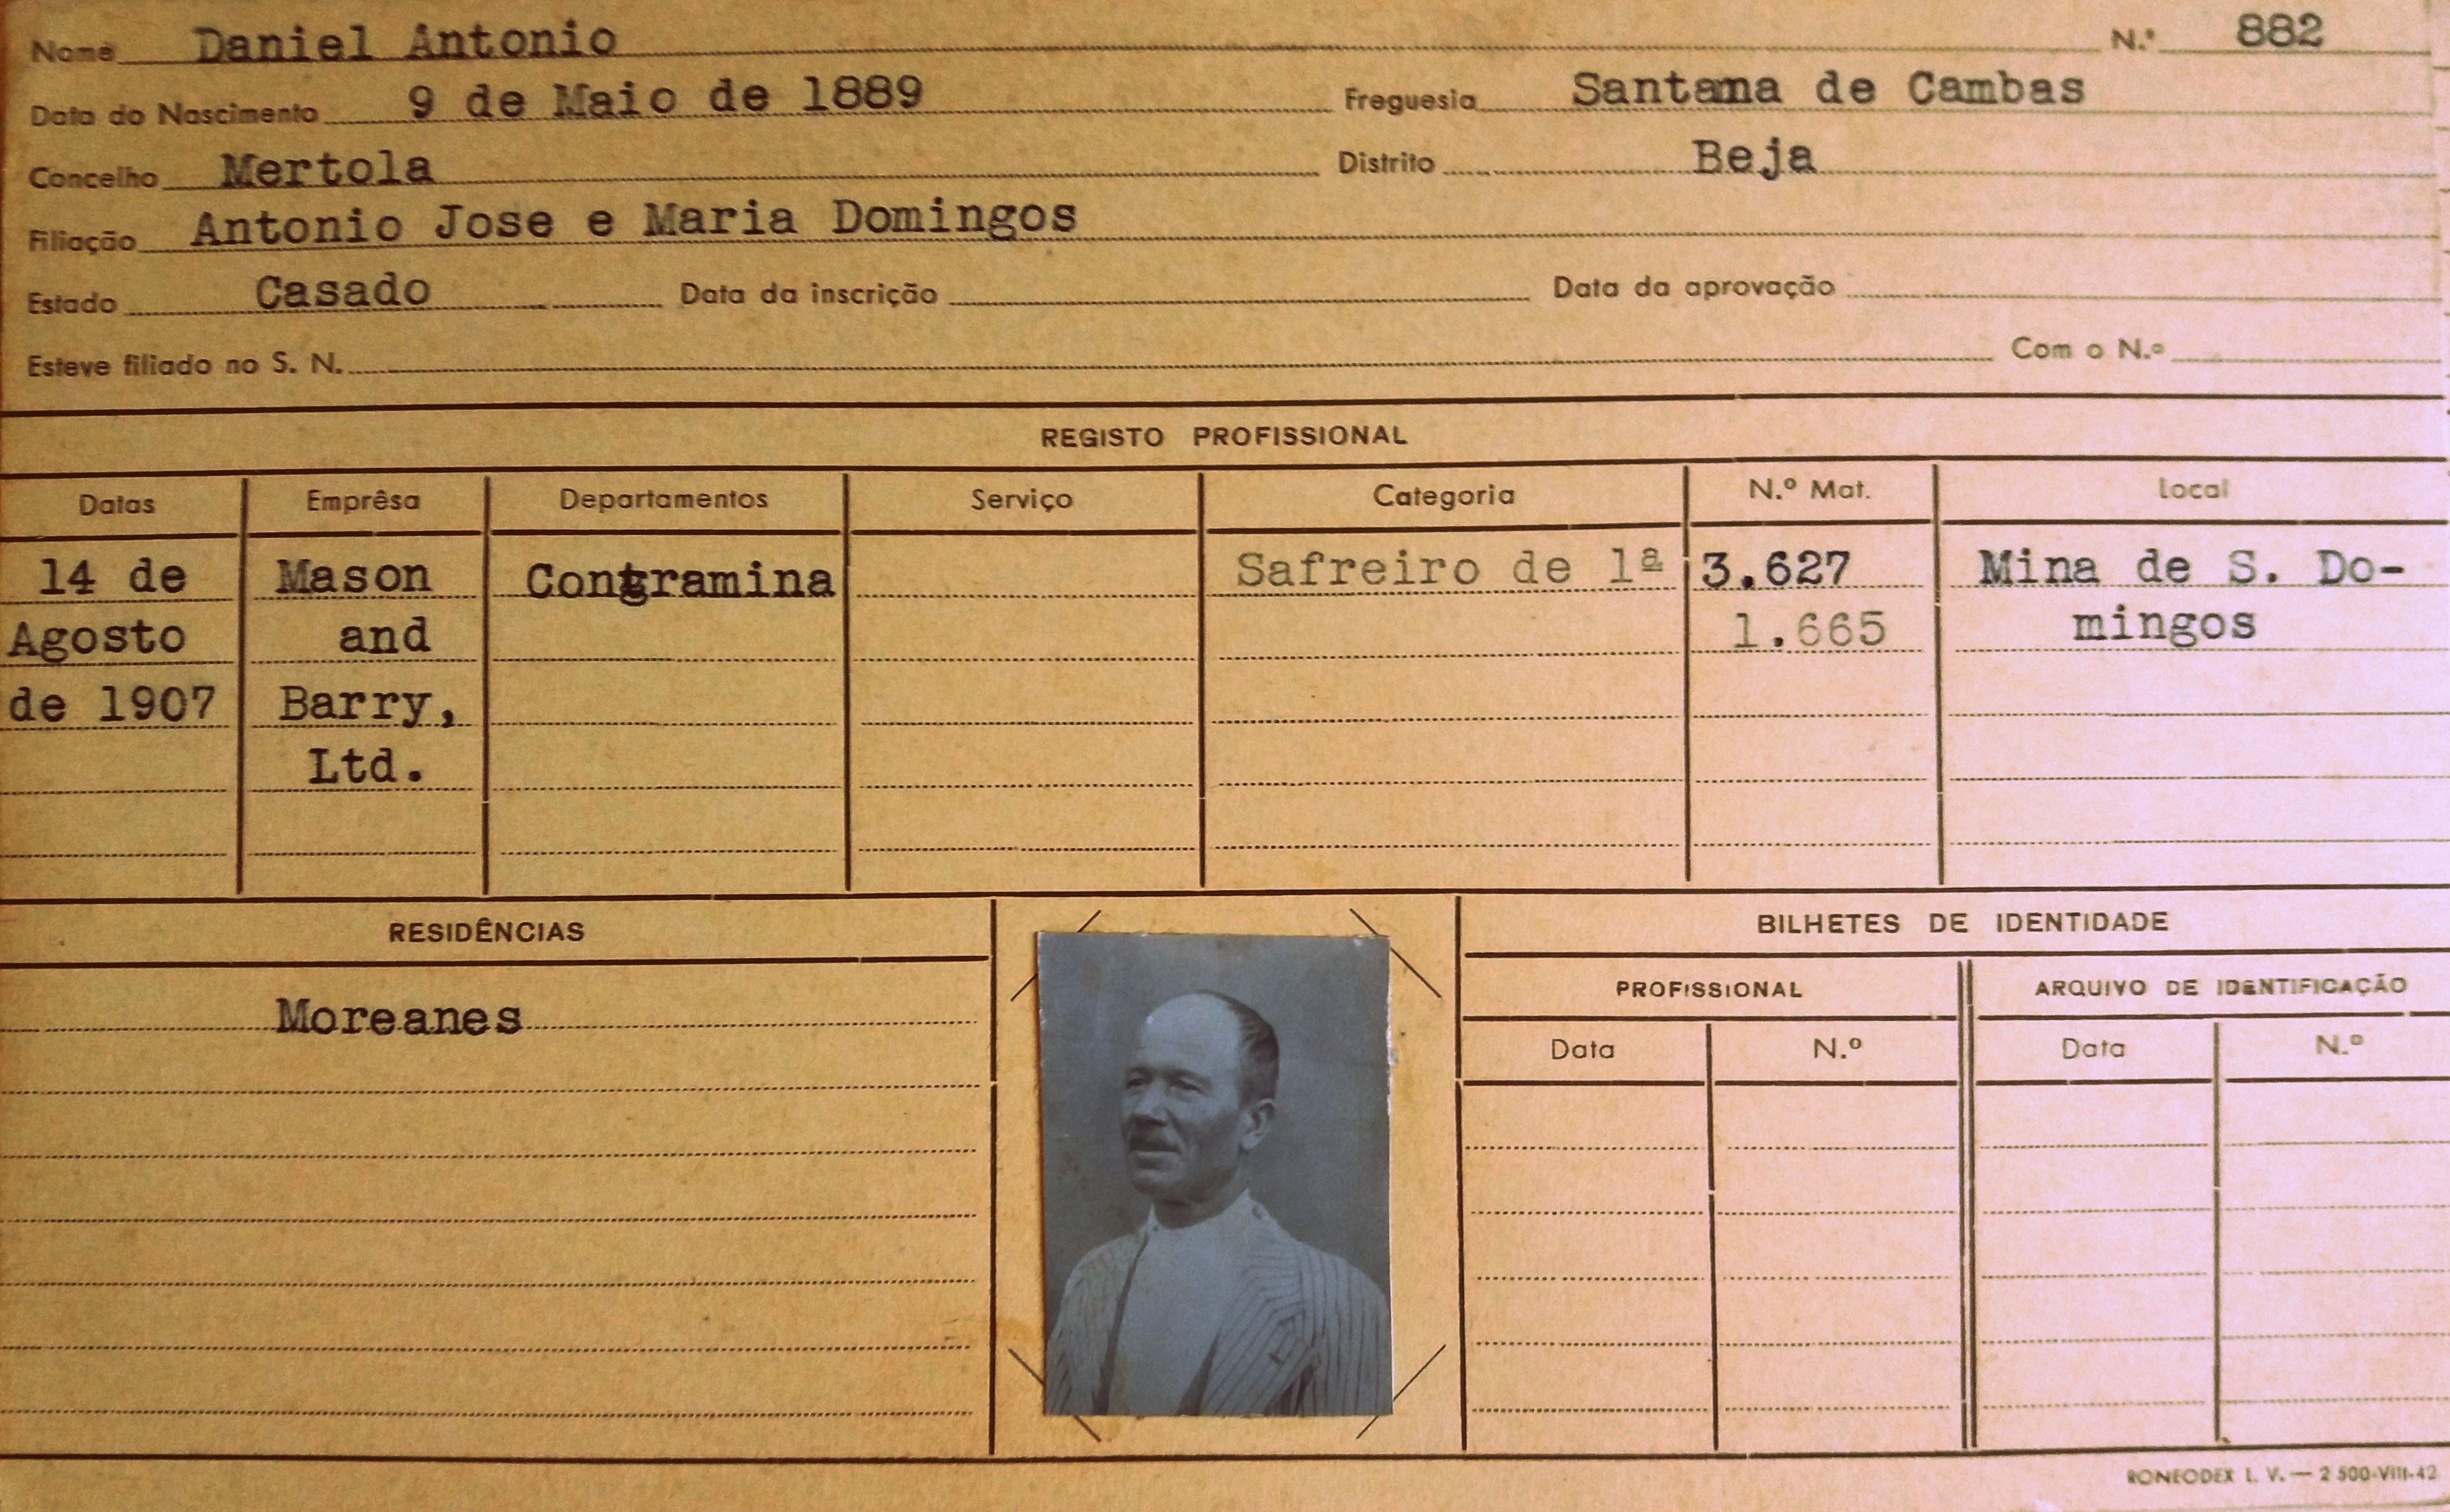 Nome Daniel Antonio N.º 882
Data do Nascimento 9 de Maio de 1889 Freguesia Santana de Cambas
Concelho Mertola Distrito Beja
Filiação Antonio Jose e Maria Domingos
Estado Casado Data da inscrição Data da aprovação
Esteve filiado no S. N. Com o N.º
REGISTO PROFISSIONAL
Datas Emprêsa Departamentos Serviço Categoria N.º Mat. Local
14 de Mason Contramina Safreiro de 1ª 3.627 Mina de S. Do-
Agosto and 1.665 mingos
de 1907 Barry,
Ltd.
RESIDÊNCIAS BILHETES DE IDENTIDADE
PROFISSIONAL ARQUIVO DE IDENTIFICAÇÃO
Moreanes
Data N.º Data N.º
RONEODEX L. V. — 2 500-VIII-42